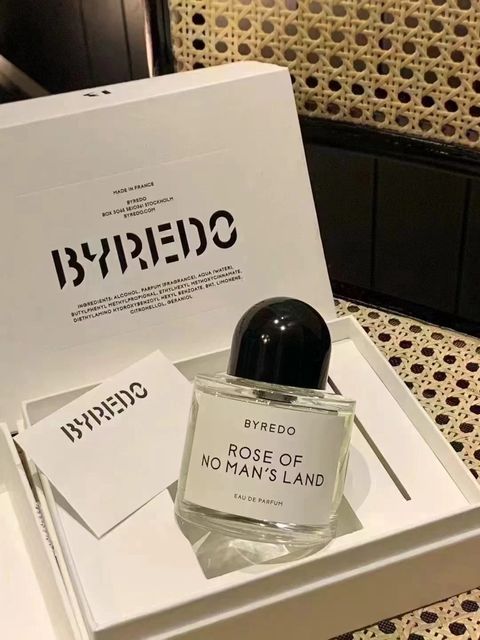 MADE IN FRANCE
BYREDO
BOX 3065 SE10361 STOCKHOLM
BYREDO.COM
BYREDO
INGREDIENTS: ALCOHOL, PARFUM (FRAGRANCE), AQUA (WATER),
BUTYLPHENYL METHYLPROPIONAL, ETHYLHEXYL METHOXYCINNAMATE,
DIETHYLAMINO HYDROXYBENZOYL HEXYL BENZOATE, BHT, LIMONENE,
CITRONELLOL, GERANIOL
BYREDO
BYREDO
ROSE OF
NO MAN'S LAND
EAU DE PARFUM